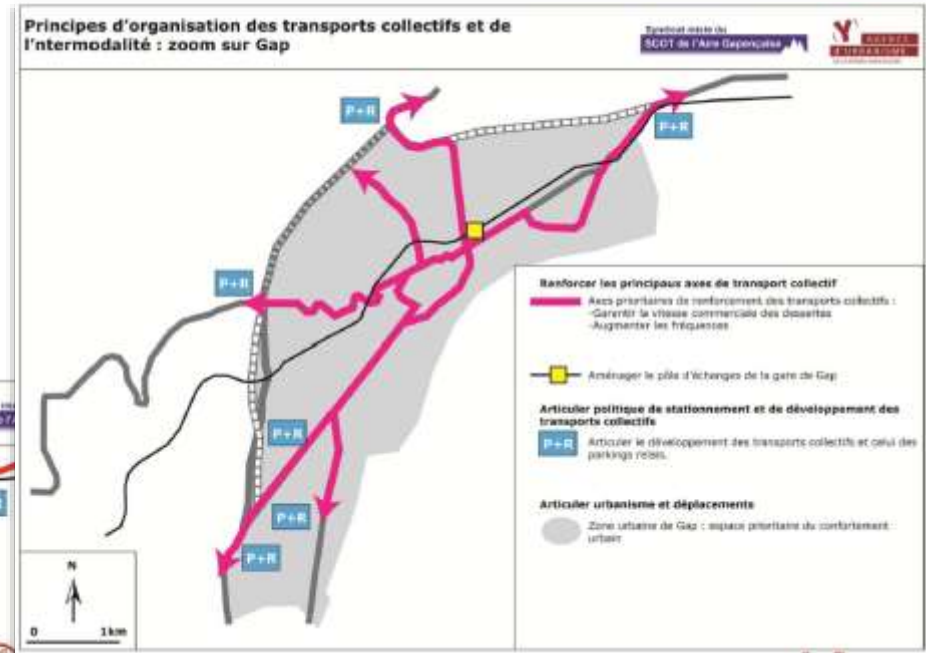 Principes d'organisation des transports collectifs et de
l'ntermodalité : zoom sur Gap
Syndicat mixte du
SCOT de l'Aire Gapençaise
AGENCE
D'URBANISME
P+R
P+R
P+R
P+R
P+R
P+R
Renforcer les principaux axes de transport collectif
Axes prioritaires de renforcement des transports collectifs :
-Garantir la vitesse commerciale des dessertes
-Augmenter les fréquences
Aménager le pôle d'échanges de la gare de Gap
Articuler politique de stationnement et de développement des
transports collectifs
P+R
Articuler le développement des transports collectifs et celui des
parkings relais.
Articuler urbanisme et déplacements
Zone urbaine de Gap : espace prioritaire du confortement
urbain
N
0 1km